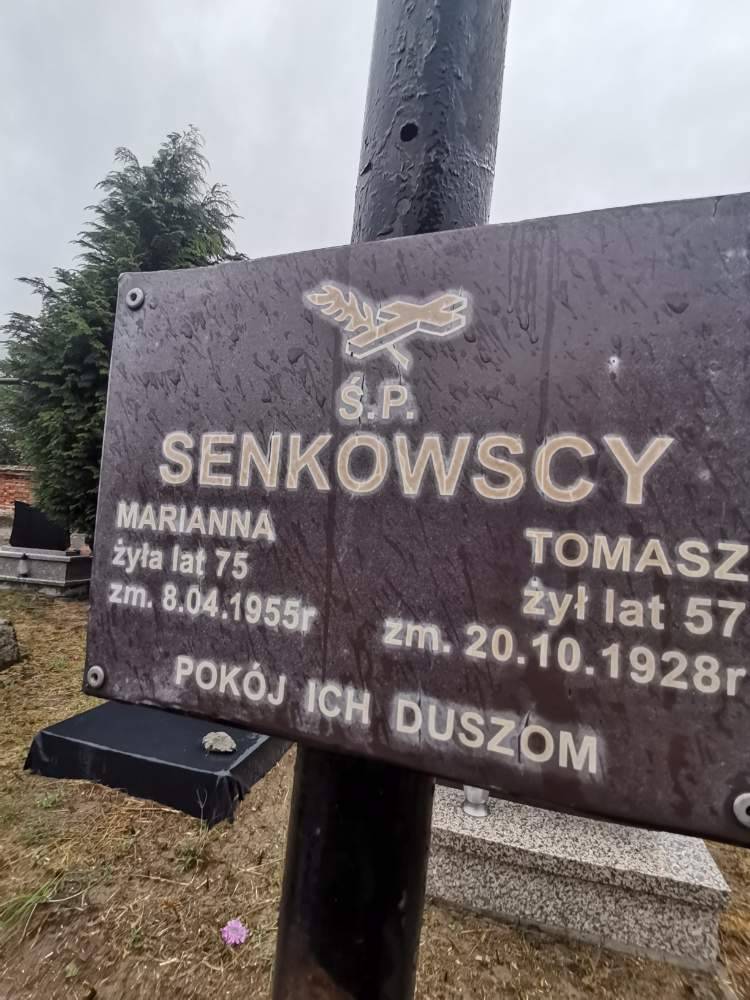 Ś.P.
SENKOWSCY
MARIANNA
żyła lat 75
zm. 8.04.1955r
TOMASZ
żył lat 57
zm. 20.10.1928r
POKÓJ ICH DUSZOM